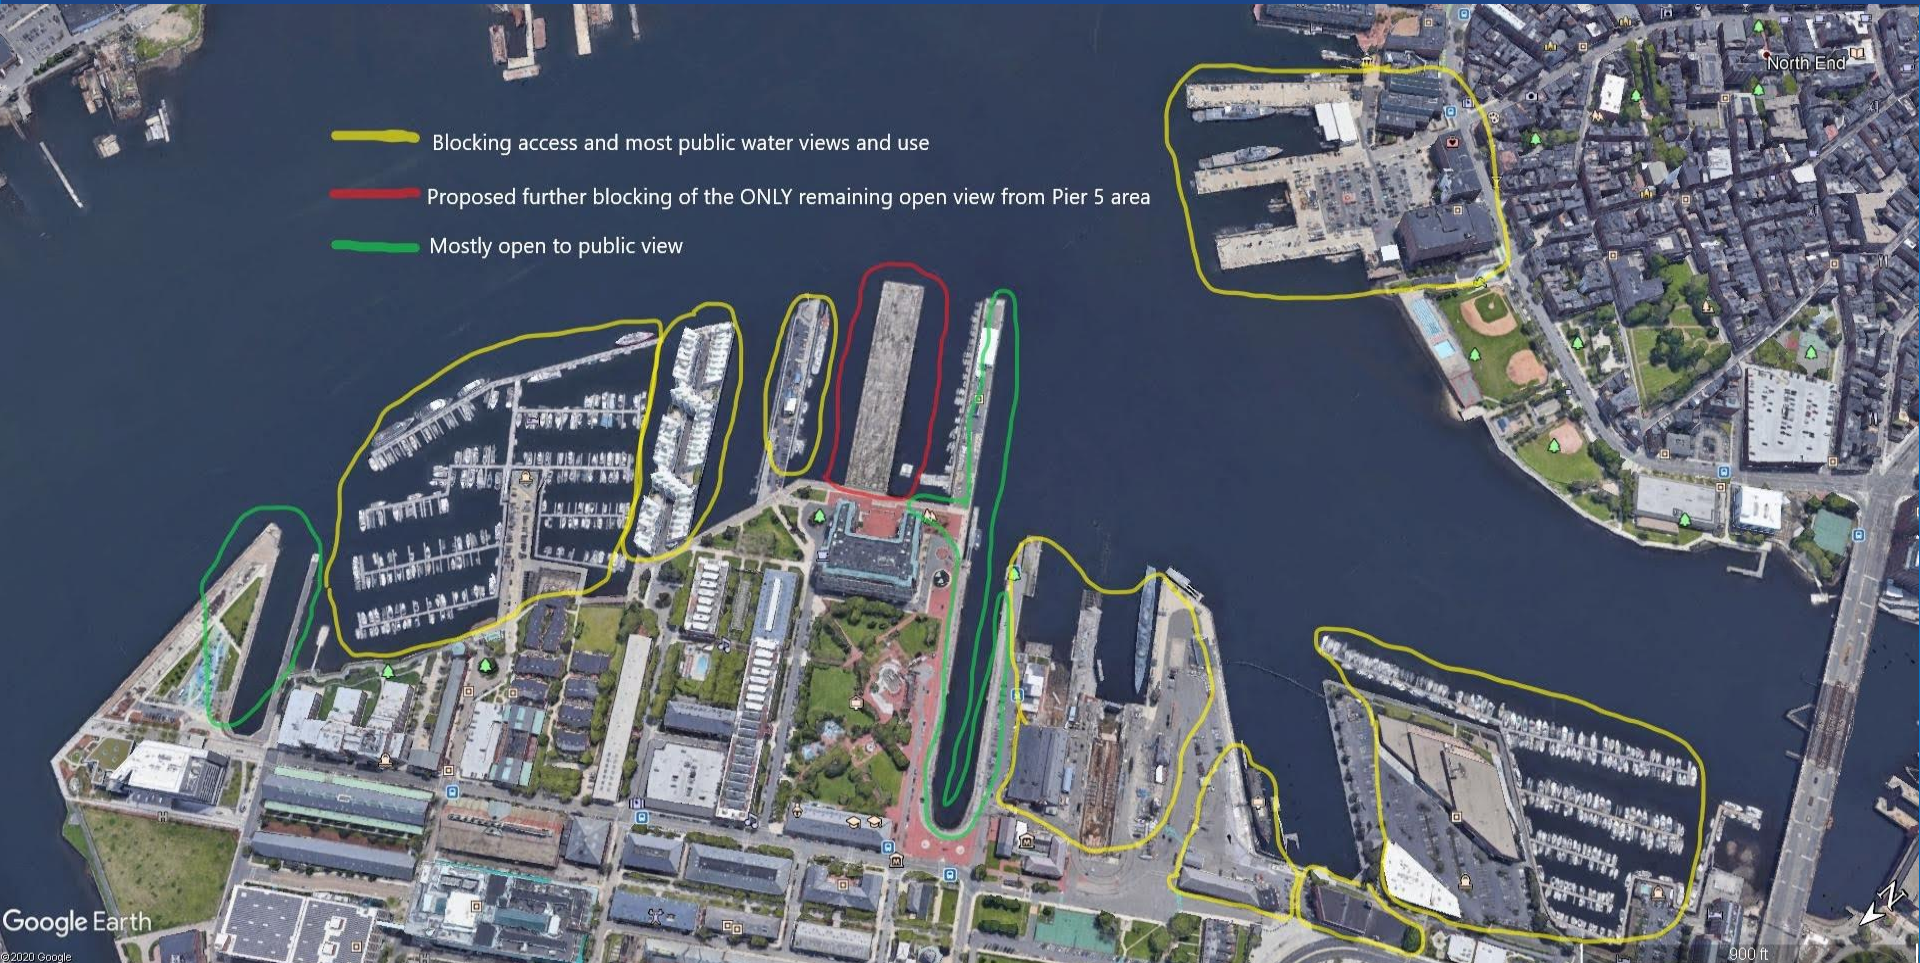 North End
Blocking access and most public water views and use
Proposed further blocking of the ONLY remaining open view from Pier 5 area
Mostly open to public view
Google Earth
©2020 Google
N
900 ft